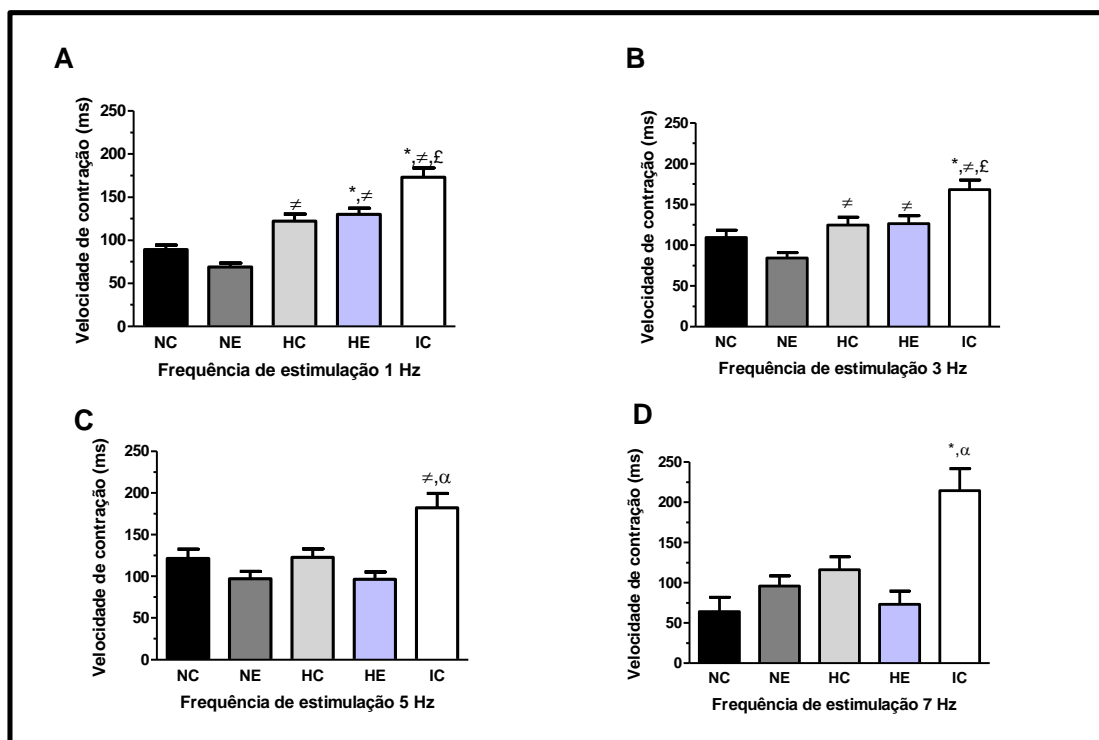 A
Velocidade de contração (ms)
250
200
150
100
50
0
≠
*,≠
*,≠,£
NC NE HC HE IC
Frequência de estimulação 1 Hz
B
Velocidade de contração (ms)
250
200
150
100
50
0
≠
≠
*,≠,£
NC NE HC HE IC
Frequência de estimulação 3 Hz
C
Velocidade de contração (ms)
250
200
150
100
50
0
≠,α
NC NE HC HE IC
Frequência de estimulação 5 Hz
D
Velocidade de contração (ms)
250
200
150
100
50
0
*,α
NC NE HC HE IC
Frequência de estimulação 7 Hz